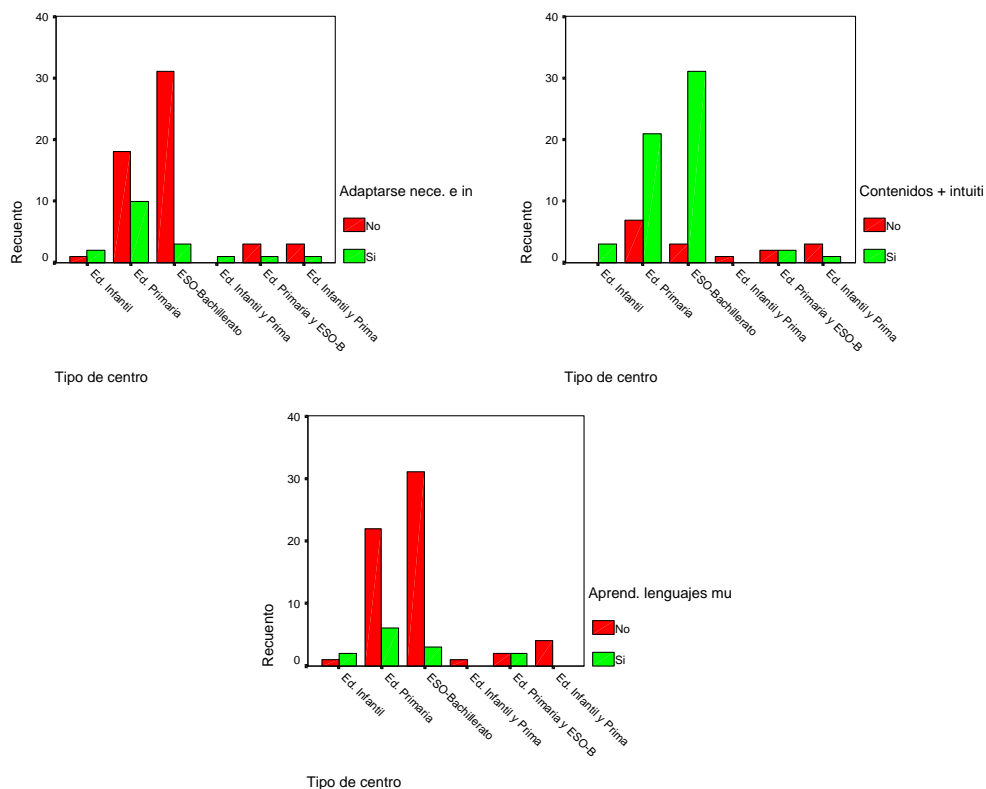 40
30
20
10
0
Recuento
Ed. Infantil
Ed. Primaria
ESO-Bachillerato
Ed. Infantil y Prima
Ed. Primaria y ESO-B
Ed. Infantil y Prima
Tipo de centro
Adaptarse nece. e in
No
Si
40
30
20
10
0
Recuento
Ed. Infantil
Ed. Primaria
ESO-Bachillerato
Ed. Infantil y Prima
Ed. Primaria y ESO-B
Ed. Infantil y Prima
Tipo de centro
Contenidos + intuiti
No
Si
40
30
20
10
0
Recuento
Ed. Infantil
Ed. Primaria
ESO-Bachillerato
Ed. Infantil y Prima
Ed. Primaria y ESO-B
Ed. Infantil y Prima
Tipo de centro
Aprend. lenguajes mu
No
Si